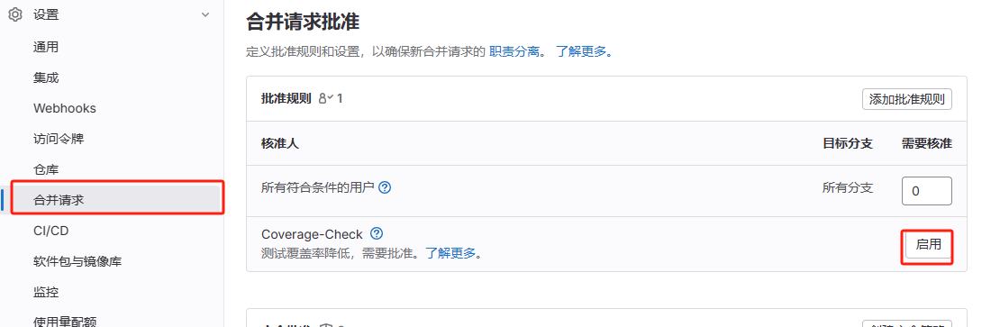 设置
通用
集成
Webhooks
访问令牌
仓库
合并请求
CI/CD
软件包与镜像库
监控
使用量配额
合并请求批准
定义批准规则和设置，以确保新合并请求的 职责分离。 了解更多。
批准规则 1
添加批准规则
核准人 目标分支 需要核准
所有符合条件的用户 所有分支 0
Coverage-Check
测试覆盖率降低，需要批准。了解更多。
启用